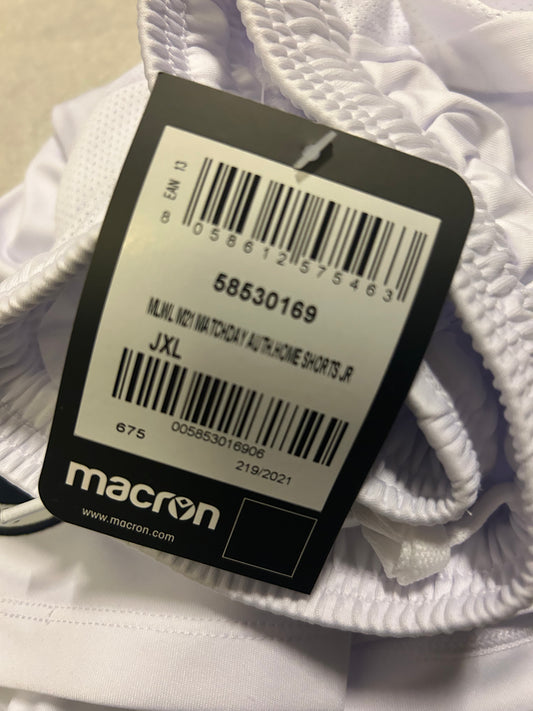 EAN 13
8 058612 575463
58530169
MLWL M21 MATCHDAY AUTH.HOME SHORTS JR
JXL
005853016906
675
219/2021
macron
www.macron.com